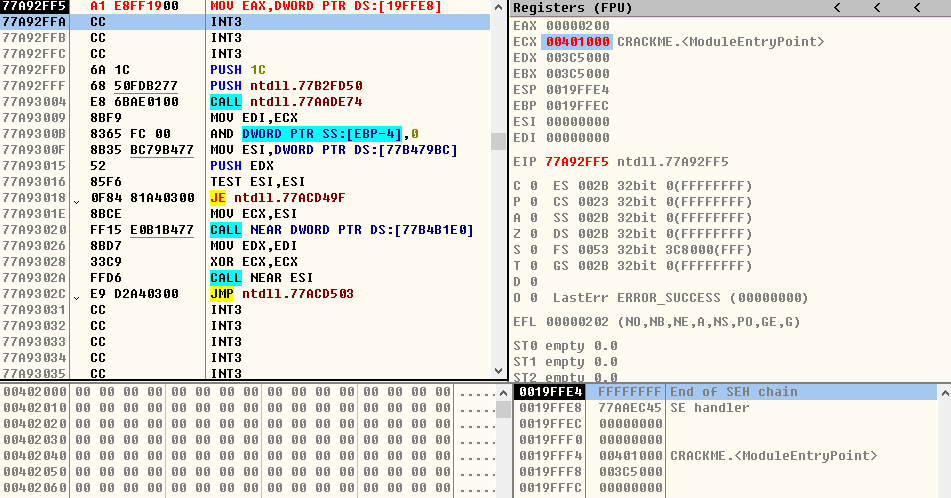 77A92FF5 A1 E8FF1900 MOV EAX,DWORD PTR DS:[19FFE8]
77A92FFA CC INT3
77A92FFB CC INT3
77A92FFC CC INT3
77A92FFD 6A 1C PUSH 1C
77A92FFF 68 50FDB277 PUSH ntdll.77B2FD50
77A93004 E8 6BAE0100 CALL ntdll.77AADE74
77A93009 8BF9 MOV EDI,ECX
77A9300B 8365 FC 00 AND DWORD PTR SS:[EBP-4],0
77A9300F 8B35 BC79B477 MOV ESI,DWORD PTR DS:[77B479BC]
77A93015 52 PUSH EDX
77A93016 85F6 TEST ESI,ESI
77A93018 0F84 81A40300 JE ntdll.77ACD49F
77A9301E 8BCE MOV ECX,ESI
77A93020 FF15 E0B1B477 CALL NEAR DWORD PTR DS:[77B4B1E0]
77A93026 8BD7 MOV EDX,EDI
77A93028 33C9 XOR ECX,ECX
77A9302A FFD6 CALL NEAR ESI
77A9302C E9 D2A40300 JMP ntdll.77ACD503
77A93031 CC INT3
77A93032 CC INT3
77A93033 CC INT3
77A93034 CC INT3
77A93035 CC INT3
Registers (FPU) < < <
EAX 00000200
ECX 00401000 CRACKME.<ModuleEntryPoint>
EDX 003C5000
EBX 003C5000
ESP 0019FFE4
EBP 0019FFEC
ESI 00000000
EDI 00000000
EIP 77A92FF5 ntdll.77A92FF5
C 0 ES 002B 32bit 0(FFFFFFFF)
P 0 CS 0023 32bit 0(FFFFFFFF)
A 0 SS 002B 32bit 0(FFFFFFFF)
Z 0 DS 002B 32bit 0(FFFFFFFF)
S 0 FS 0053 32bit 3C8000(FFF)
T 0 GS 002B 32bit 0(FFFFFFFF)
D 0
O 0 LastErr ERROR_SUCCESS (00000000)
EFL 00000202 (NO,NB,NE,A,NS,PO,GE,G)
ST0 empty 0.0
ST1 empty 0.0
ST2 empty 0.0
00402000 00 00 00 00 00 00 00 00 00 00 00 00 00 00 00 00 .....
00402010 00 00 00 00 00 00 00 00 00 00 00 00 00 00 00 00 .....
00402020 00 00 00 00 00 00 00 00 00 00 00 00 00 00 00 00 .....
00402030 00 00 00 00 00 00 00 00 00 00 00 00 00 00 00 00 .....
00402040 00 00 00 00 00 00 00 00 00 00 00 00 00 00 00 00 .....
00402050 00 00 00 00 00 00 00 00 00 00 00 00 00 00 00 00 .....
00402060 00 00 00 00 00 00 00 00 00 00 00 00 00 00 00 00 .....
0019FFE4 FFFFFFFF End of SEH chain
0019FFE8 77AAEC45 SE handler
0019FFEC 00000000
0019FFF0 00000000
0019FFF4 00401000 CRACKME.<ModuleEntryPoint>
0019FFF8 003C5000
0019FFFC 00000000